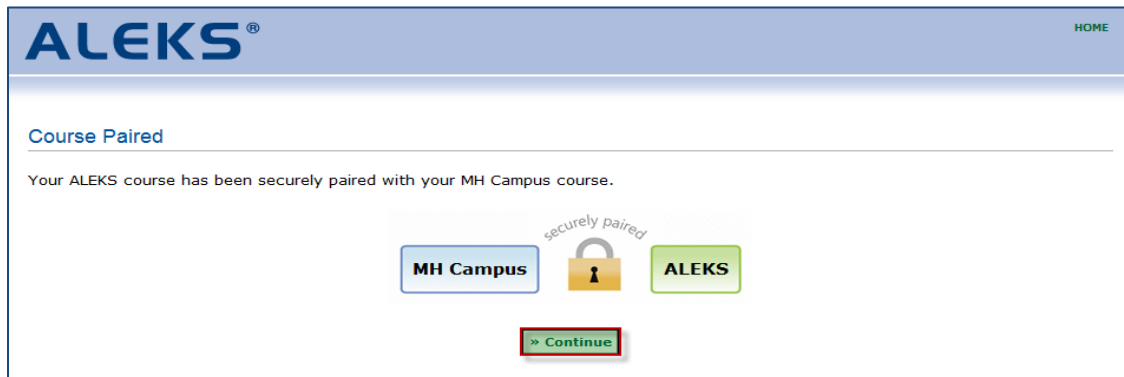 ALEKS®
HOME
Course Paired
Your ALEKS course has been securely paired with your MH Campus course.
securely paired
MH Campus
ALEKS
» Continue